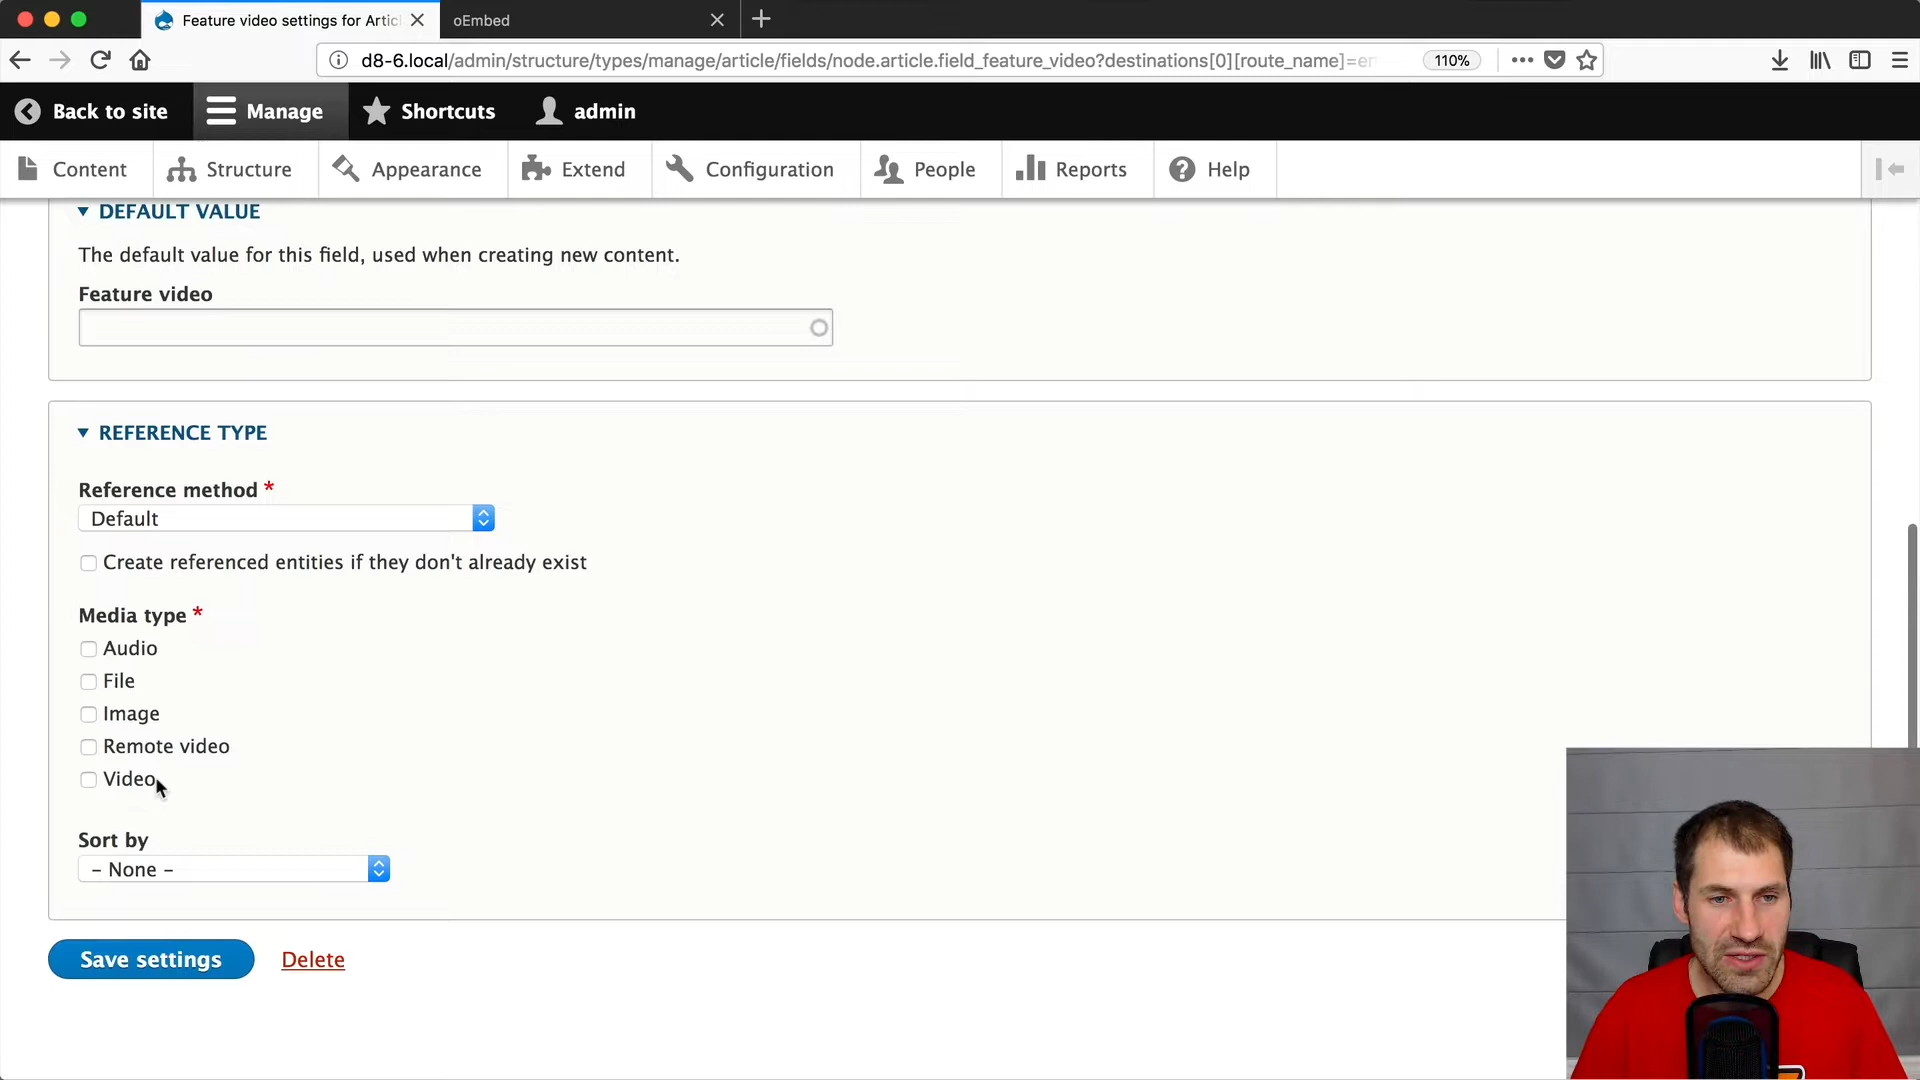 Feature video settings for Artic
oEmbed
d8-6.local/admin/structure/types/manage/article/fields/node.article.field_feature_video?destinations[0][route_name]=en
110%
Back to site
Manage
Shortcuts
admin
Content
Structure
Appearance
Extend
Configuration
People
Reports
Help
DEFAULT VALUE
The default value for this field, used when creating new content.
Feature video
REFERENCE TYPE
Reference method *
Default
Create referenced entities if they don't already exist
Media type *
Audio
File
Image
Remote video
Video
Sort by
– None –
Save settings
Delete